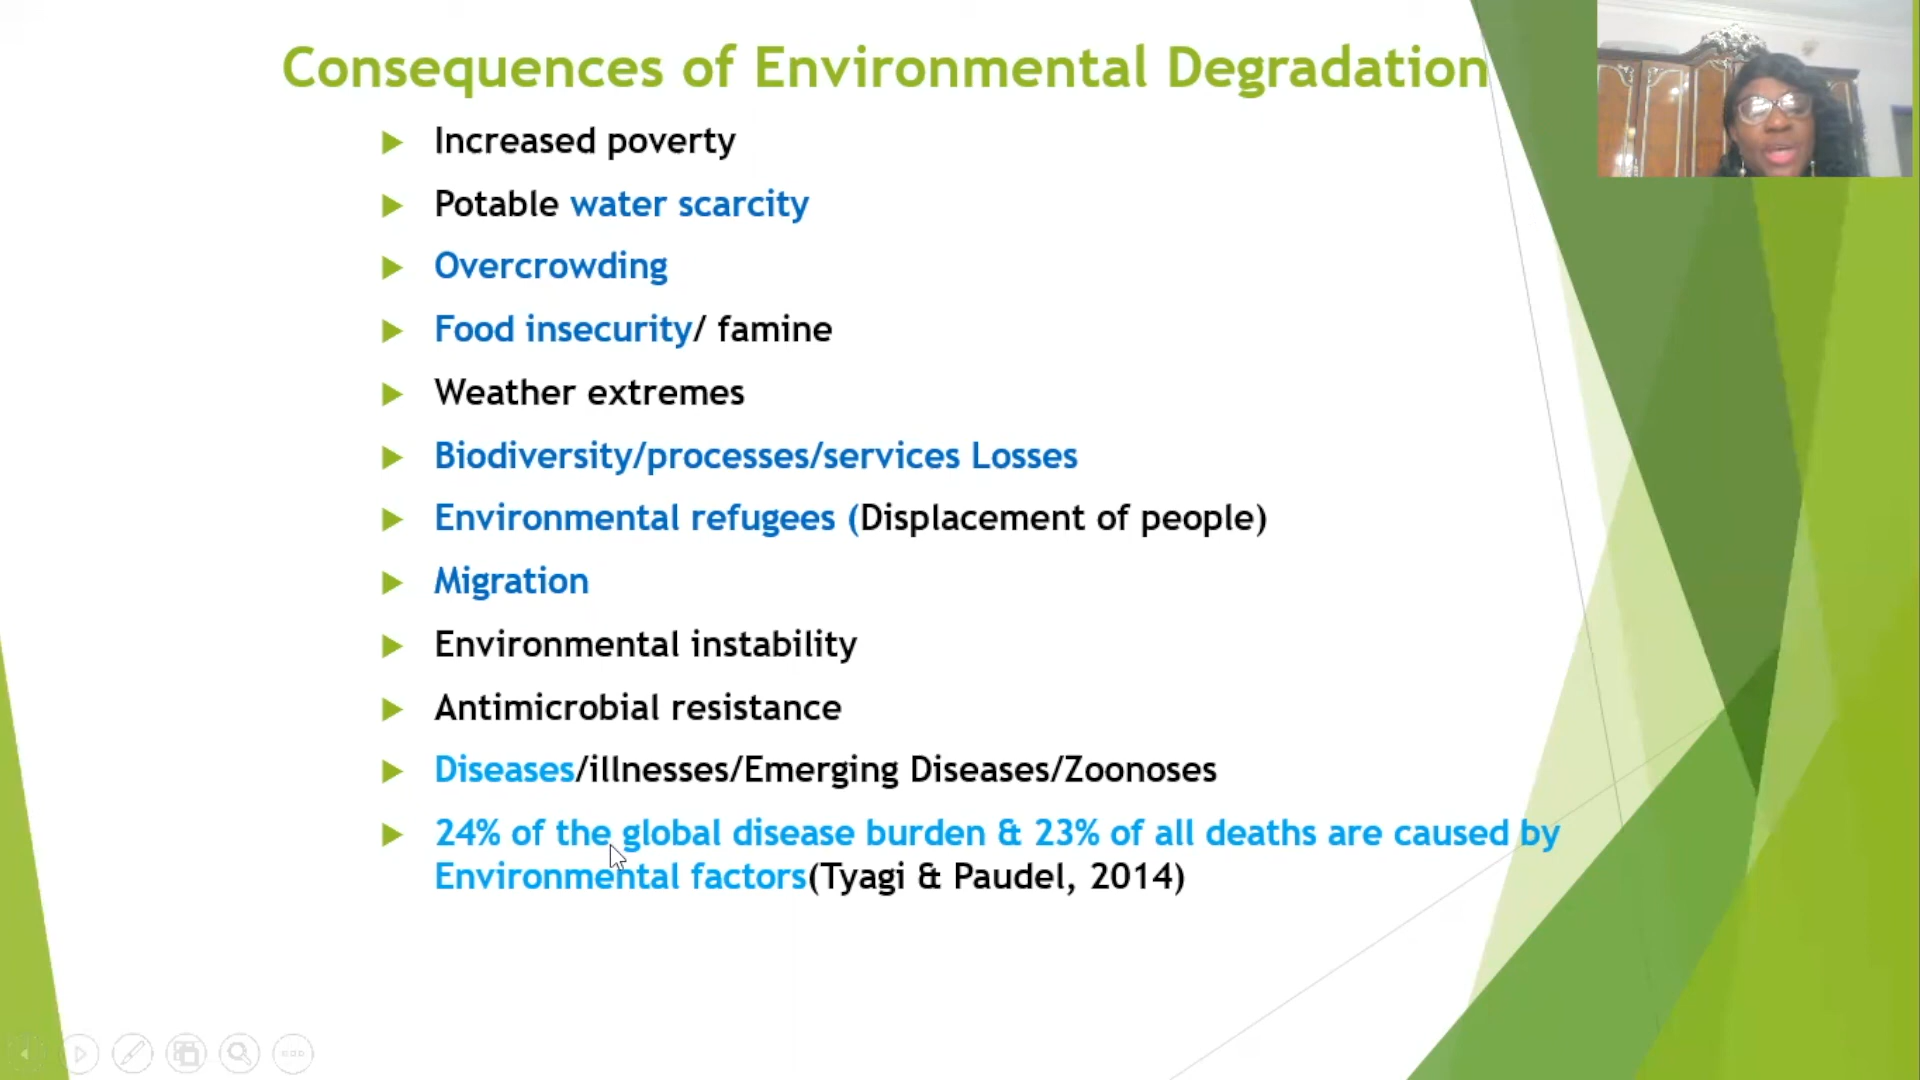 Consequences of Environmental Degradation
Increased poverty
Potable water scarcity
Overcrowding
Food insecurity/ famine
Weather extremes
Biodiversity/processes/services Losses
Environmental refugees (Displacement of people)
Migration
Environmental instability
Antimicrobial resistance
Diseases/illnesses/Emerging Diseases/Zoonoses
24% of the global disease burden & 23% of all deaths are caused by
Environmental factors(Tyagi & Paudel, 2014)